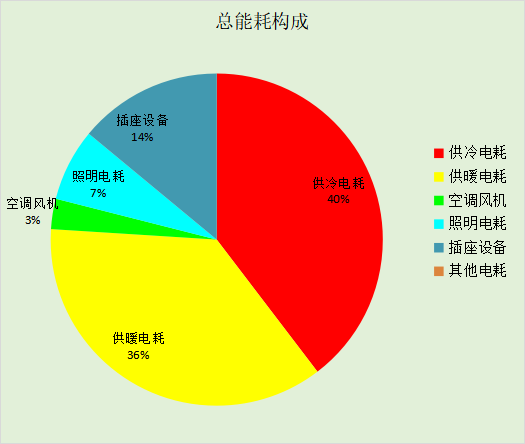 总能耗构成
插座设备
14%
照明电耗
7%
空调风机
3%
供冷电耗
40%
供暖电耗
36%
供冷电耗
供暖电耗
空调风机
照明电耗
插座设备
其他电耗